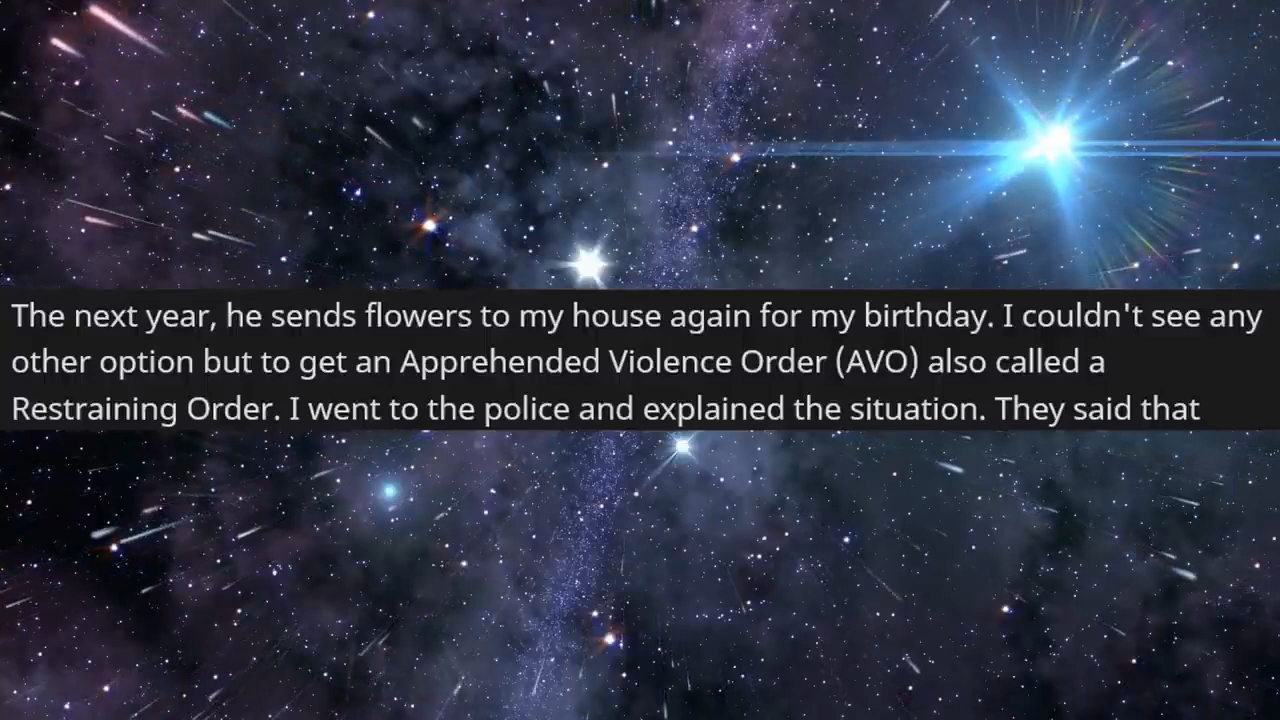 The next year, he sends flowers to my house again for my birthday. I couldn't see any
other option but to get an Apprehended Violence Order (AVO) also called a
Restraining Order. I went to the police and explained the situation. They said that